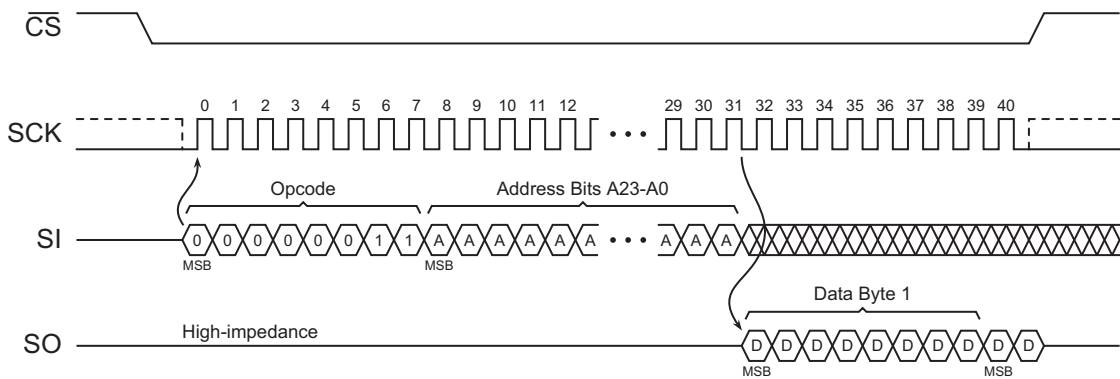 CS
0 1 2 3 4 5 6 7 8 9 10 11 12 29 30 31 32 33 34 35 36 37 38 39 40
SCK
Opcode Address Bits A23-A0
SI 0 0 0 0 0 0 1 1 A A A A A A • • • A A A
MSB MSB
Data Byte 1
High-impedance
SO D D D D D D D D D D
MSB MSB